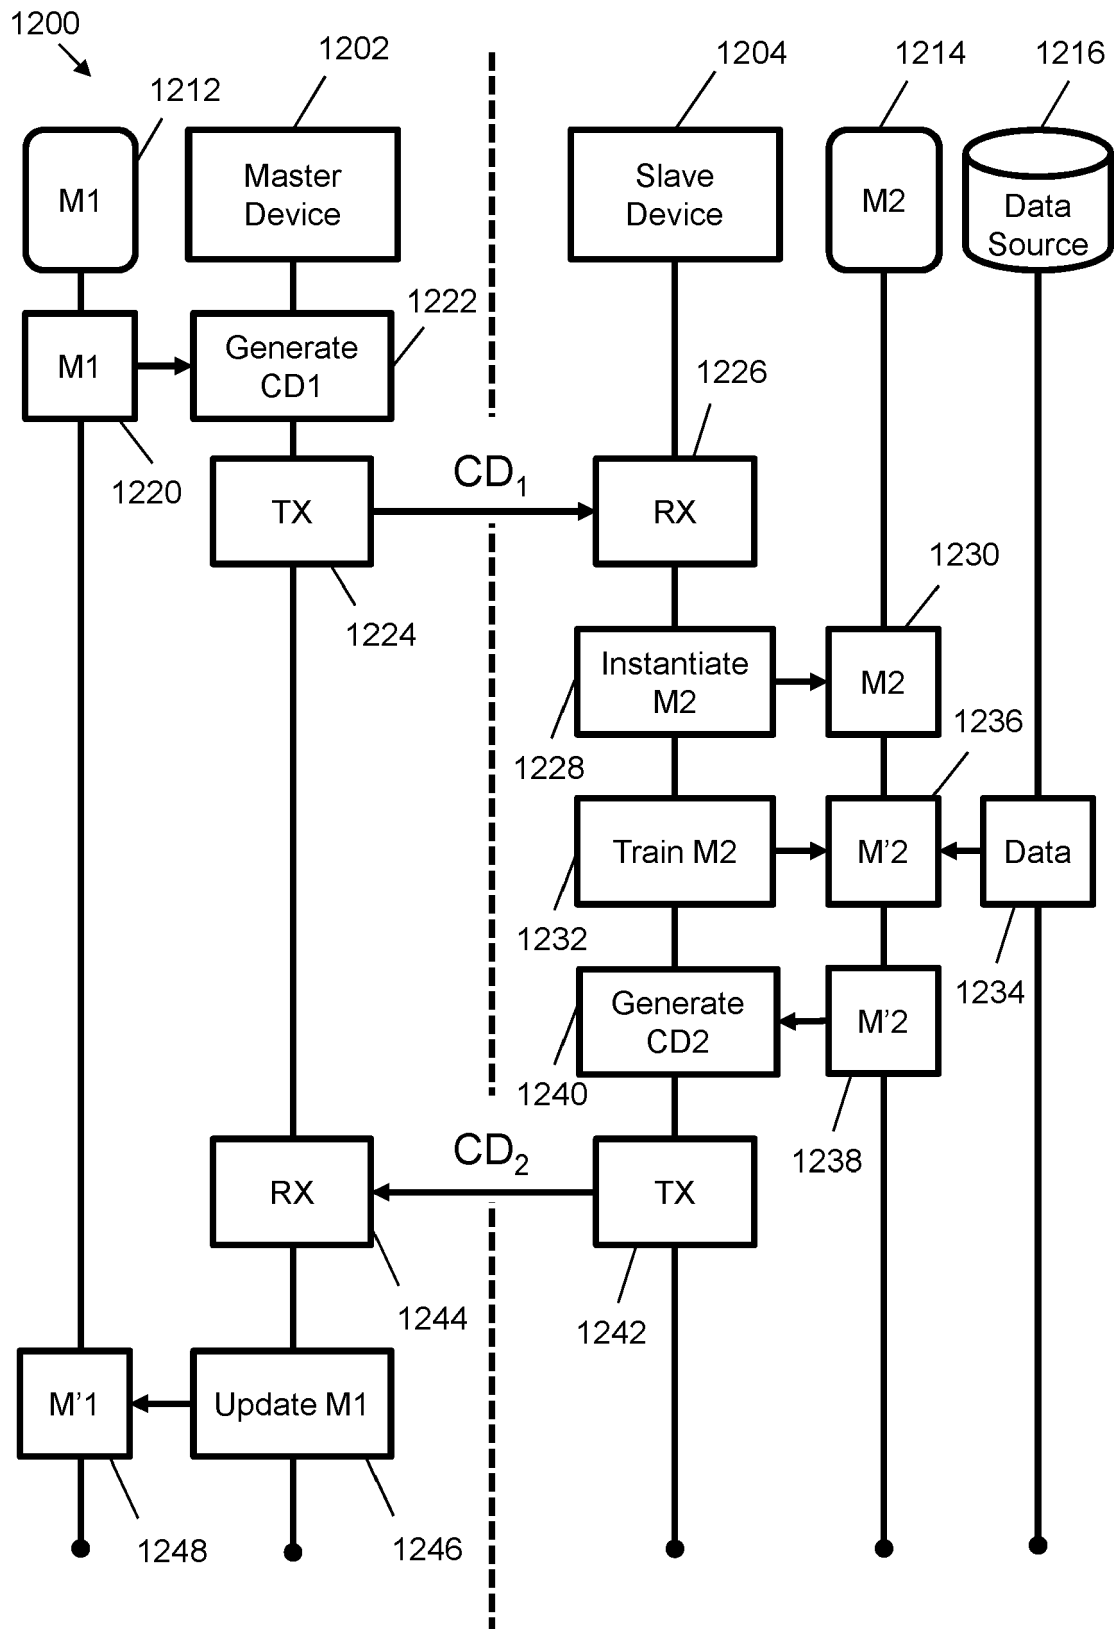 1200
1202
1204
1214
1216
1212
M1
Master
Device
Slave
Device
M2
Data
Source
1222
M1
Generate
CD1
1226
1220
CD1
TX
RX
1224
1230
Instantiate
M2
M2
1228
1236
Train M2
M'2
Data
1232
1234
Generate
CD2
M'2
1240
CD2
1238
RX
TX
1244
1242
M'1
Update M1
1248
1246